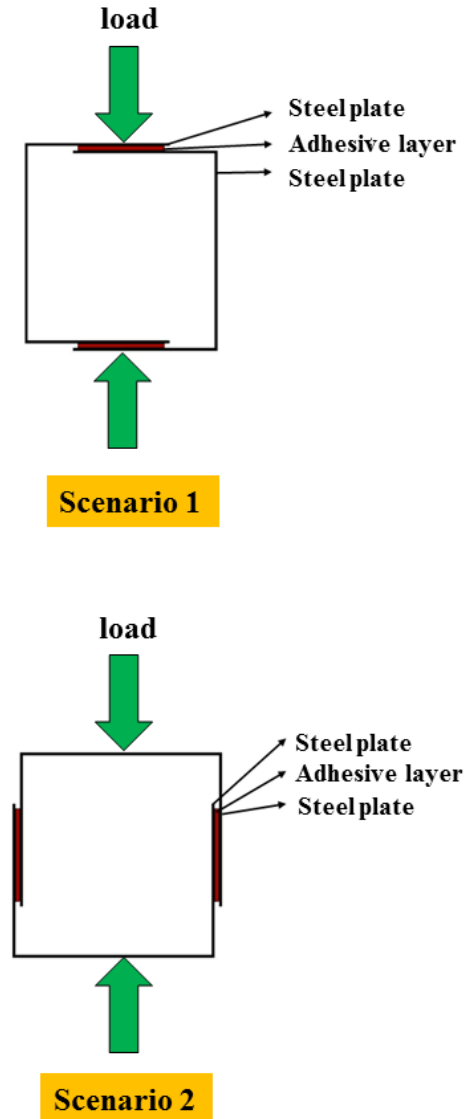 load
Steel plate
Adhesive layer
Steel plate
Scenario 1
load
Steel plate
Adhesive layer
Steel plate
Scenario 2